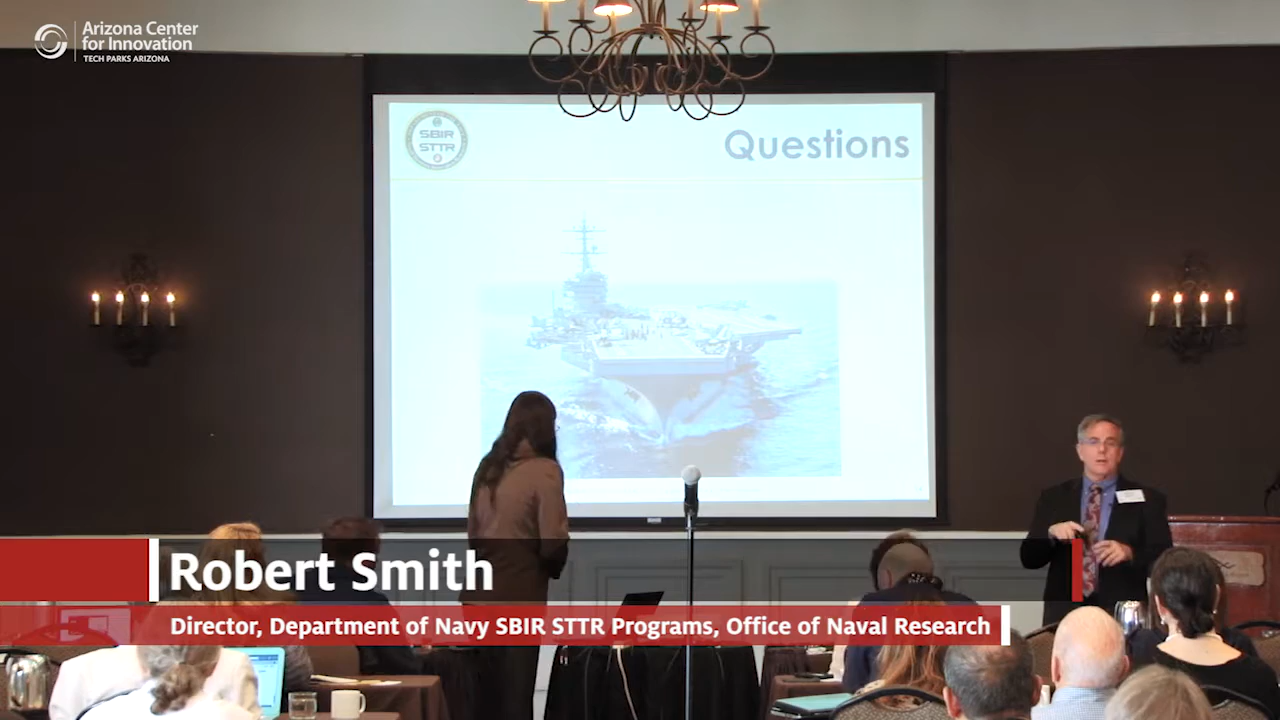 Arizona Center
for Innovation
TECH PARKS ARIZONA
SBIR
STTR
Questions
Robert Smith
Director, Department of Navy SBIR STTR Programs, Office of Naval Research